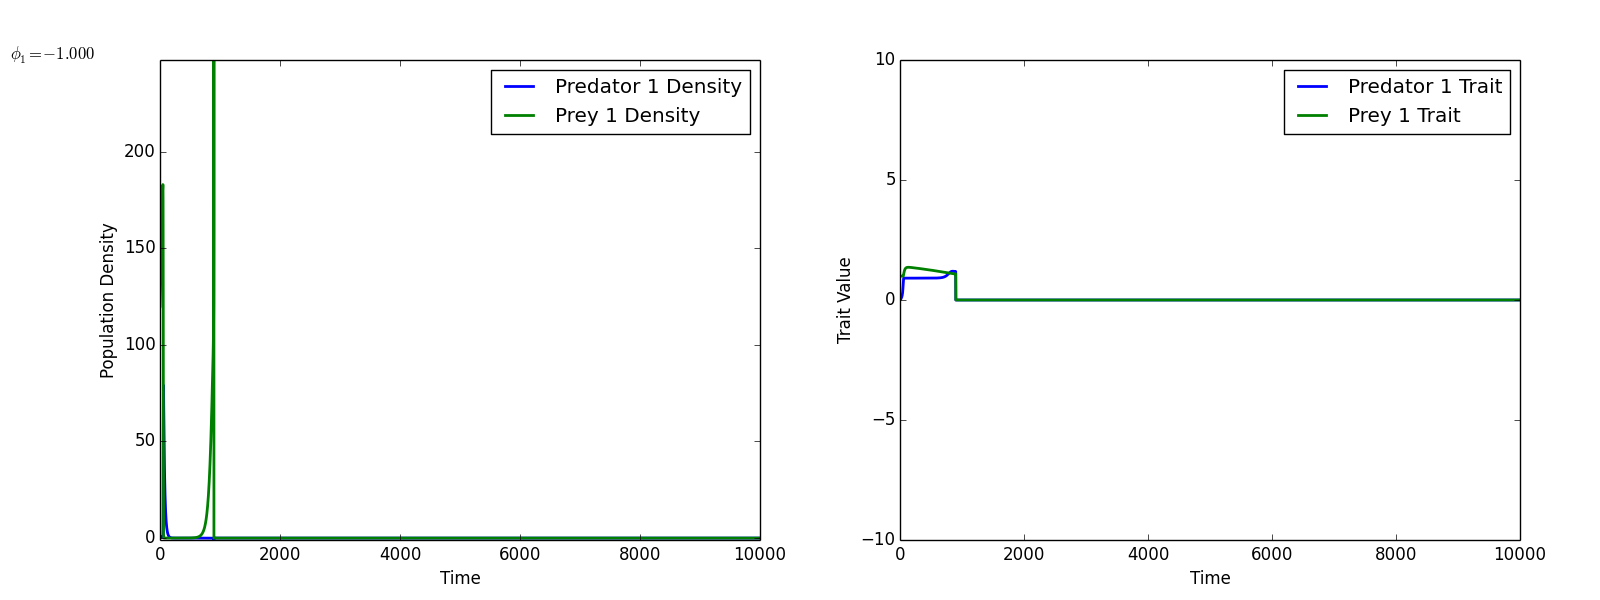 ϕ₁ = −1.000
Population Density
200
150
100
50
0
0 2000 4000 6000 8000 10000
Time
Predator 1 Density
Prey 1 Density
Trait Value
10
5
0
−5
−10
0 2000 4000 6000 8000 10000
Time
Predator 1 Trait
Prey 1 Trait